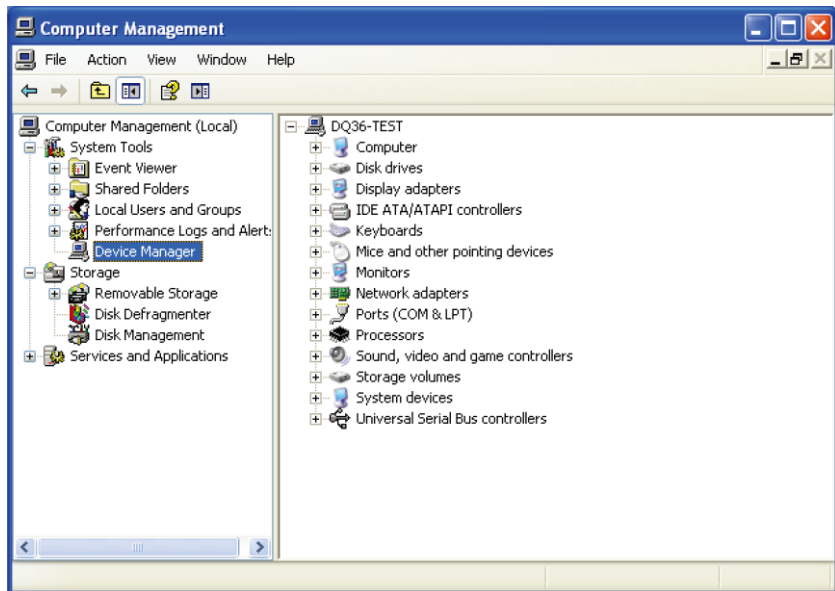 Computer Management
File Action View Window Help
Computer Management (Local)
System Tools
Event Viewer
Shared Folders
Local Users and Groups
Performance Logs and Alert:
Device Manager
Storage
Removable Storage
Disk Defragmenter
Disk Management
Services and Applications
DQ36-TEST
Computer
Disk drives
Display adapters
IDE ATA/ATAPI controllers
Keyboards
Mice and other pointing devices
Monitors
Network adapters
Ports (COM & LPT)
Processors
Sound, video and game controllers
Storage volumes
System devices
Universal Serial Bus controllers